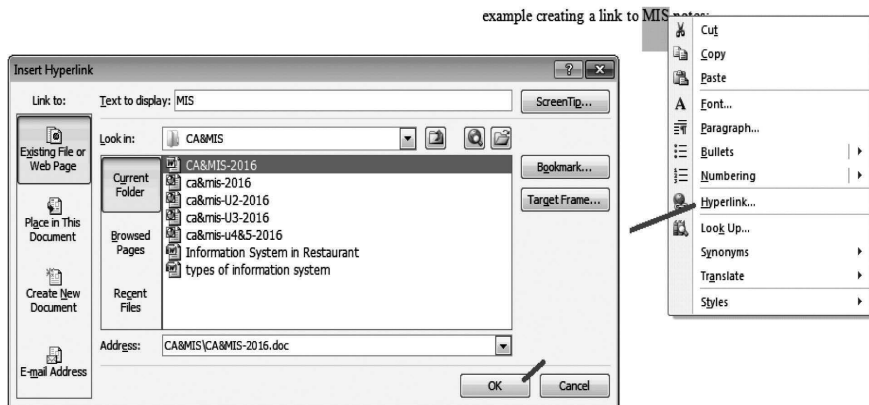 example creating a link to MIS notes:
Cut
Copy
Paste
A Font...
Paragraph...
Bullets
Numbering
Hyperlink...
Look Up...
Synonyms
Translate
Styles
Insert Hyperlink
Link to:
Text to display: MIS
ScreenTip...
Existing File or
Web Page
Place in This
Document
Create New
Document
E-mail Address
Look in:
CA&MIS
Current
Folder
Browsed
Pages
Recent
Files
CA&MIS-2016
ca&mis-2016
ca&mis-U2-2016
ca&mis-U3-2016
ca&mis-u4&5-2016
Information System in Restaurant
types of information system
Bookmark...
Target Frame...
Address: CA&MIS\CA&MIS-2016.doc
OK
Cancel